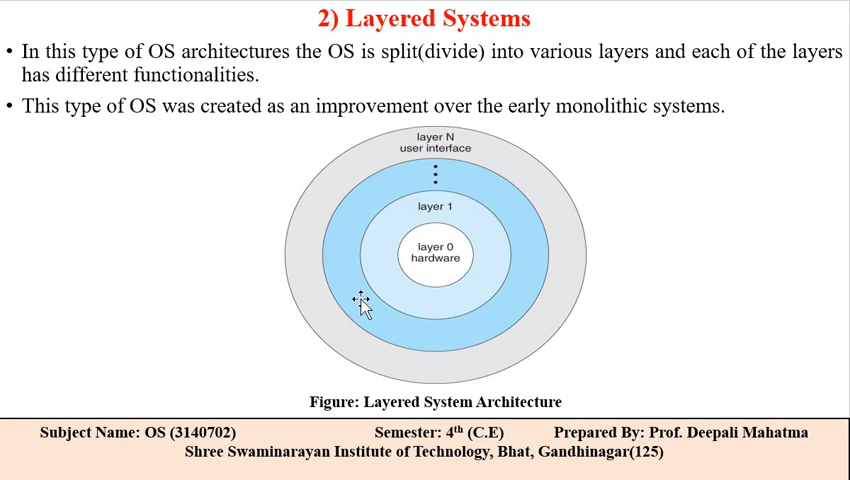 2) Layered Systems
• In this type of OS architectures the OS is split(divide) into various layers and each of the layers
has different functionalities.
• This type of OS was created as an improvement over the early monolithic systems.
layer N
user interface
layer 1
layer 0
hardware
Figure: Layered System Architecture
Subject Name: OS (3140702) Semester: 4th (C.E) Prepared By: Prof. Deepali Mahatma
Shree Swaminarayan Institute of Technology, Bhat, Gandhinagar(125)